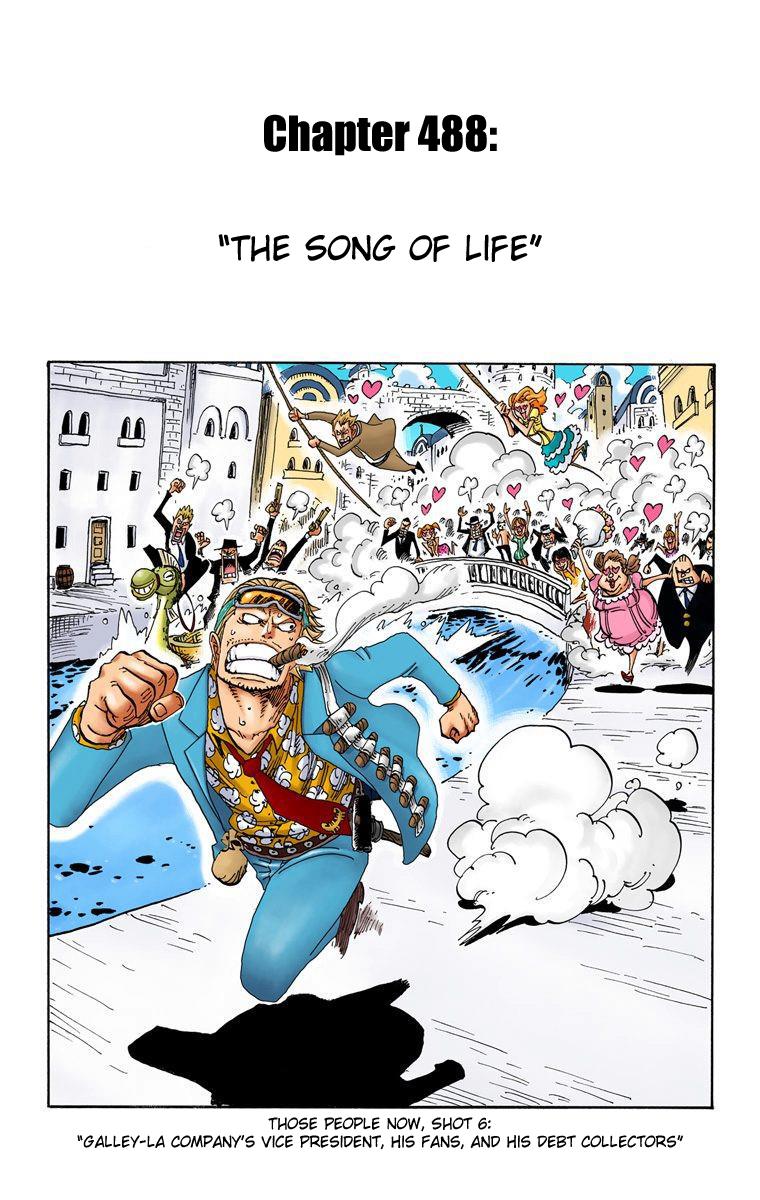 Chapter 488:
"THE SONG OF LIFE"
THOSE PEOPLE NOW, SHOT 6:
"GALLEY-LA COMPANY'S VICE PRESIDENT, HIS FANS, AND HIS DEBT COLLECTORS"